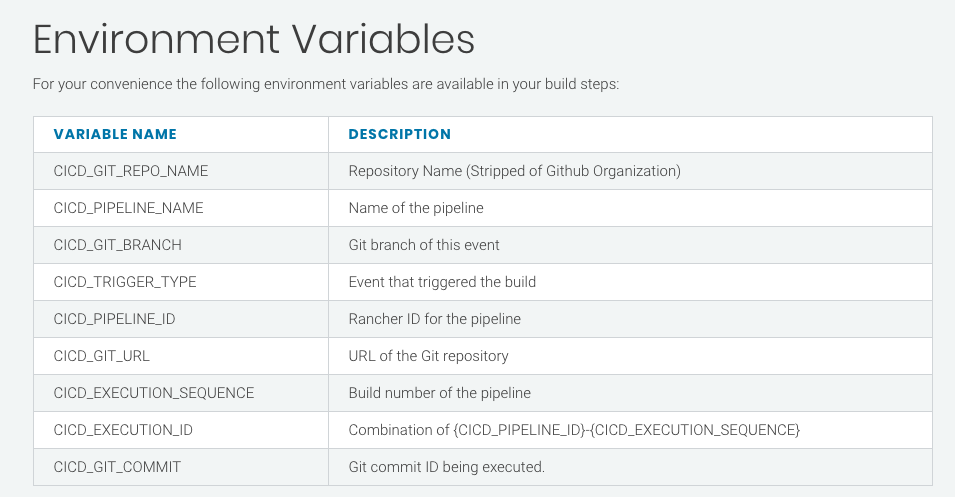 Environment Variables
For your convenience the following environment variables are available in your build steps:
VARIABLE NAME DESCRIPTION
CICD_GIT_REPO_NAME Repository Name (Stripped of Github Organization)
CICD_PIPELINE_NAME Name of the pipeline
CICD_GIT_BRANCH Git branch of this event
CICD_TRIGGER_TYPE Event that triggered the build
CICD_PIPELINE_ID Rancher ID for the pipeline
CICD_GIT_URL URL of the Git repository
CICD_EXECUTION_SEQUENCE Build number of the pipeline
CICD_EXECUTION_ID Combination of {CICD_PIPELINE_ID}-{CICD_EXECUTION_SEQUENCE}
CICD_GIT_COMMIT Git commit ID being executed.